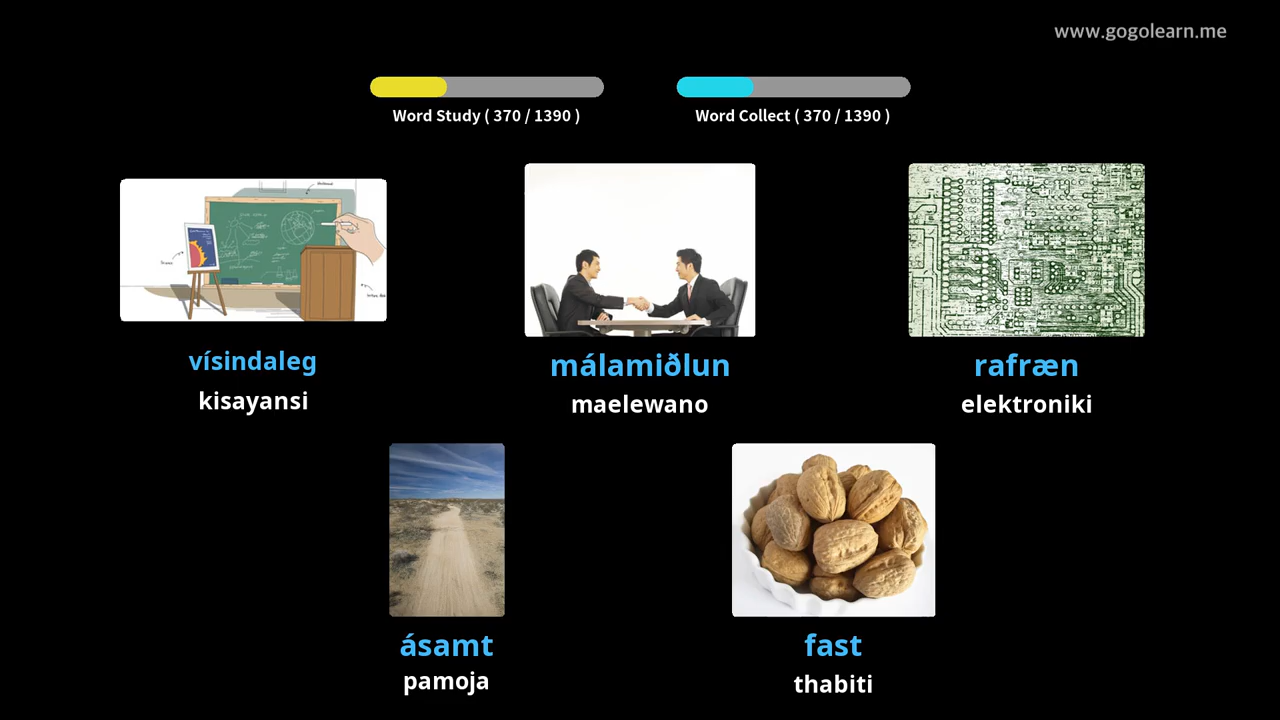 www.gogolearn.me
Word Study ( 370 / 1390 )
Word Collect ( 370 / 1390 )
vísindaleg
málamiðlun
rafræn
kisayansi
maelewano
elektroniki
ásamt
fast
pamoja
thabiti